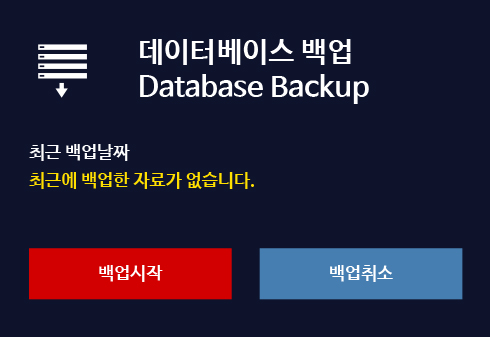 데이터베이스 백업
Database Backup
최근 백업날짜
최근에 백업한 자료가 없습니다.
백업시작
백업취소